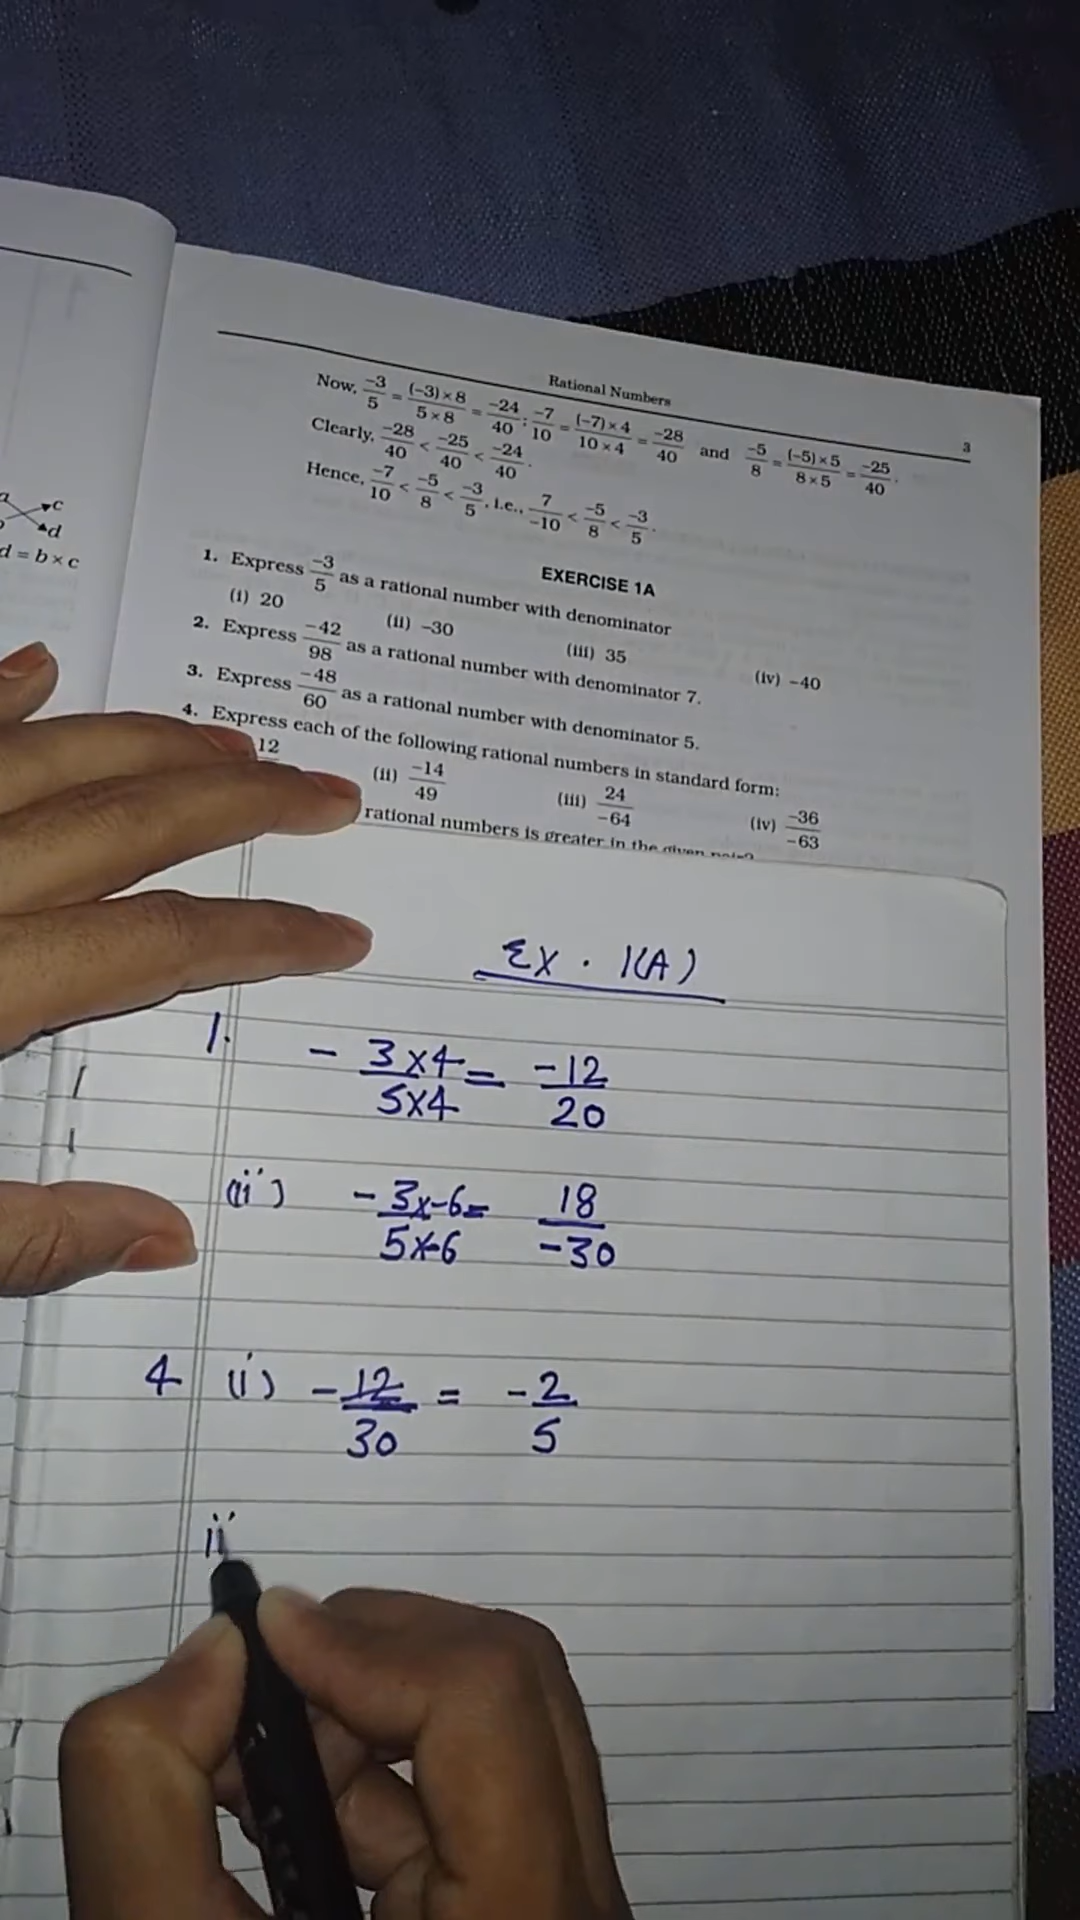 Rational Numbers
3
Now, -3/5 = (-3)×8/5×8 = -24/40 ; -7/10 = (-7)×4/10×4 = -28/40 and -5/8 = (-5)×5/8×5 = -25/40.
Clearly, -28/40 < -25/40 < -24/40.
Hence, -7/10 < -5/8 < -3/5, i.e., 7/-10 < -5/8 < -3/5.
c
d
d = b × c
EXERCISE 1A
1. Express -3/5 as a rational number with denominator
(i) 20 (ii) -30 (iii) 35 (iv) -40
2. Express -42/98 as a rational number with denominator 7.
3. Express -48/60 as a rational number with denominator 5.
4. Express each of the following rational numbers in standard form:
12 (ii) -14/49 (iii) 24/-64 (iv) -36/-63
rational numbers is greater in the given pair?
Ex. 1(A)
1. - 3×4/5×4 = -12/20
(ii) -3×-6/5×-6 = 18/-30
4 (i) -12/30 = -2/5
ii